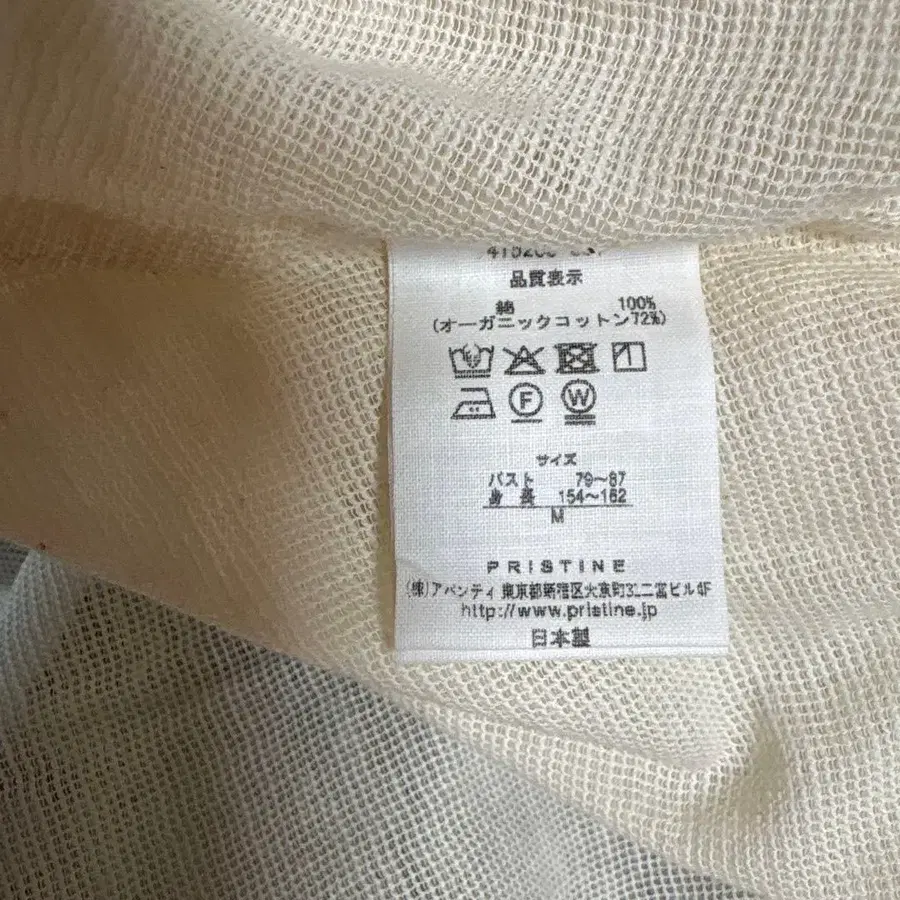 品質表示
綿 100%
(オーガニックコットン72%)
F W
サイズ
バスト 79~87
身長 154~162
M
PRISTINE
(株)アバンティ 東京都新宿区大京町31二宮ビル6F
http://www.pristine.jp
日本製